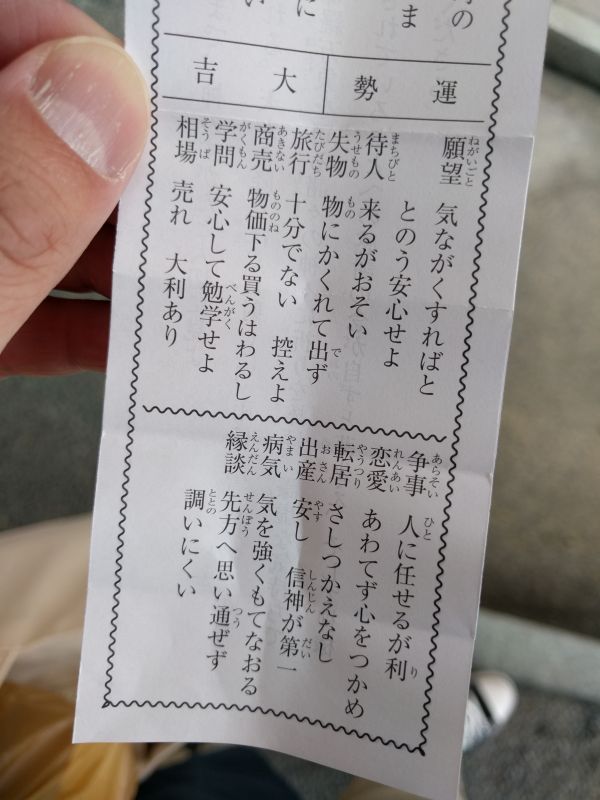 の
ま
に
い
運勢 大吉
願望 気ながくすればと
とのう安心せよ
待人 来るがおそい
失物 物にかくれて出ず
旅行 十分でない 控えよ
商売 物価下る買うはわるし
学問 安心して勉学せよ
相場 売れ 大利あり
争事 人に任せるが利
恋愛 あわてず心をつかめ
転居 さしつかえなし
出産 安し 信神が第一
病気 気を強くもてなおる
縁談 先方へ思い通ぜず
調いにくい